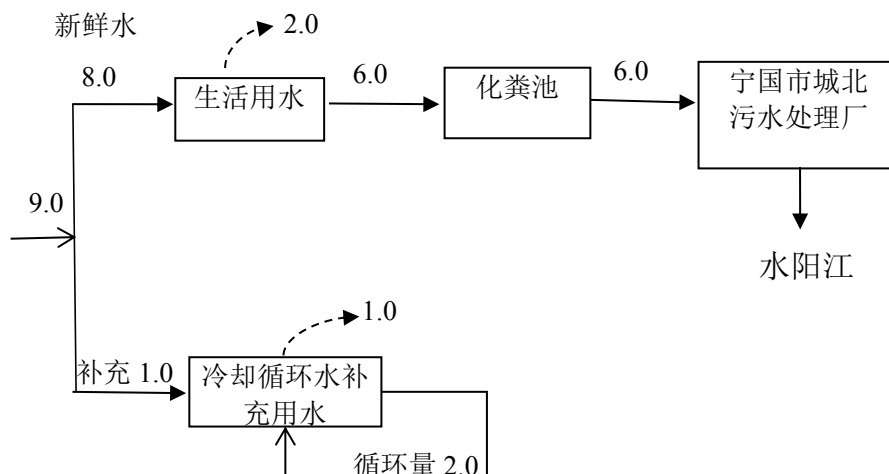 新鲜水
2.0
8.0
生活用水
6.0
化粪池
6.0
宁国市城北
污水处理厂
9.0
水阳江
1.0
补充 1.0
冷却循环水补
充用水
循环量 2.0